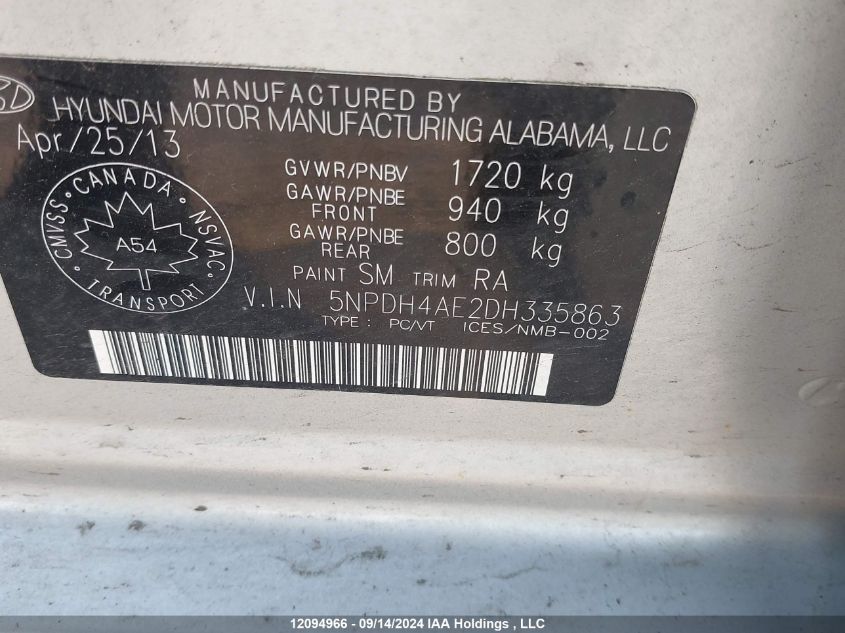 MANUFACTURED BY
HYUNDAI MOTOR MANUFACTURING ALABAMA, LLC
Apr/25/13
GVWR/PNBV 1720 kg
GAWR/PNBE FRONT 940 kg
GAWR/PNBE REAR 800 kg
PAINT SM TRIM RA
V.I.N 5NPDH4AE2DH335863
TYPE : PC/VT ICES/NMB-002
CANADA
CMVSS NSVAC
A54
TRANSPORT
12094966 - 09/14/2024 IAA Holdings , LLC